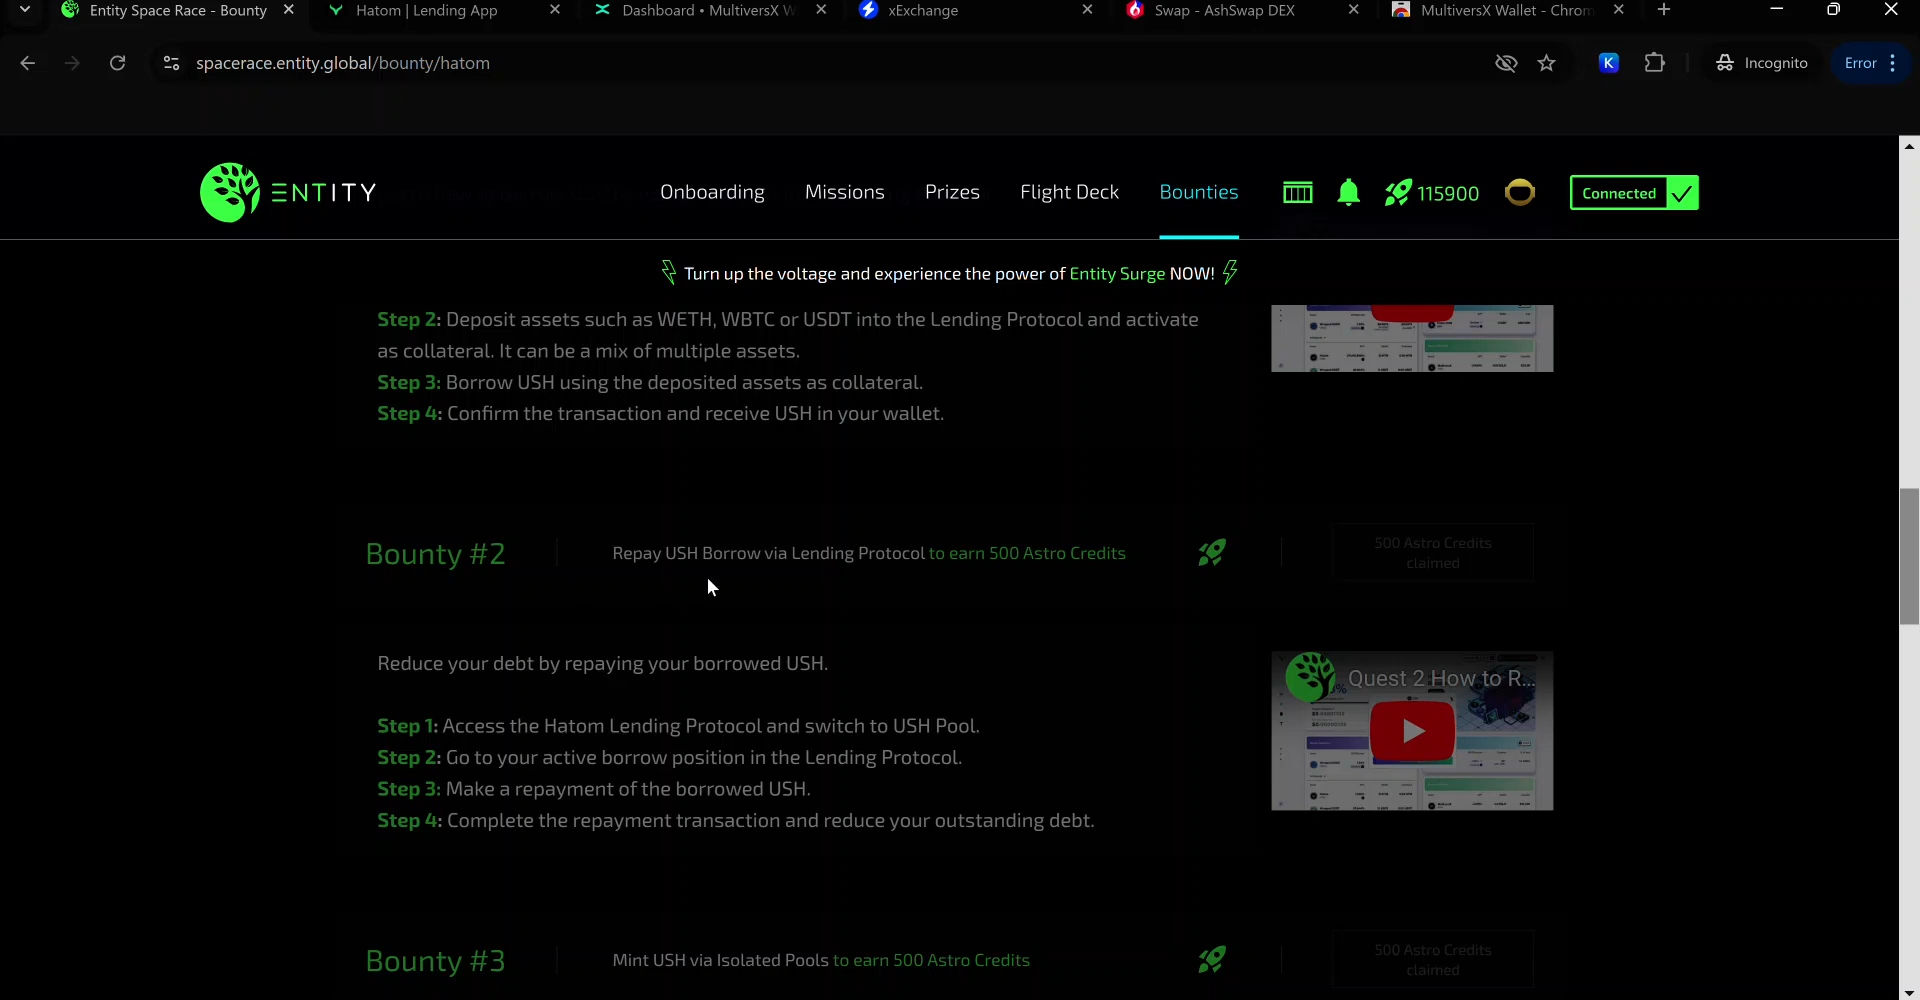 Entity Space Race - Bounty
Hatom | Lending App
Dashboard • MultiversX W
xExchange
Swap - AshSwap DEX
MultiversX Wallet - Chrom
spacerace.entity.global/bounty/hatom
K
Incognito
Error
ENTITY
Onboarding
Missions
Prizes
Flight Deck
Bounties
115900
Connected
Turn up the voltage and experience the power of Entity Surge NOW!
Step 2: Deposit assets such as WETH, WBTC or USDT into the Lending Protocol and activate
as collateral. It can be a mix of multiple assets.
Step 3: Borrow USH using the deposited assets as collateral.
Step 4: Confirm the transaction and receive USH in your wallet.
Bounty #2
Repay USH Borrow via Lending Protocol to earn 500 Astro Credits
500 Astro Credits
claimed
Reduce your debt by repaying your borrowed USH.
Quest 2 How to R...
Step 1: Access the Hatom Lending Protocol and switch to USH Pool.
Step 2: Go to your active borrow position in the Lending Protocol.
Step 3: Make a repayment of the borrowed USH.
Step 4: Complete the repayment transaction and reduce your outstanding debt.
Bounty #3
Mint USH via Isolated Pools to earn 500 Astro Credits
500 Astro Credits
claimed